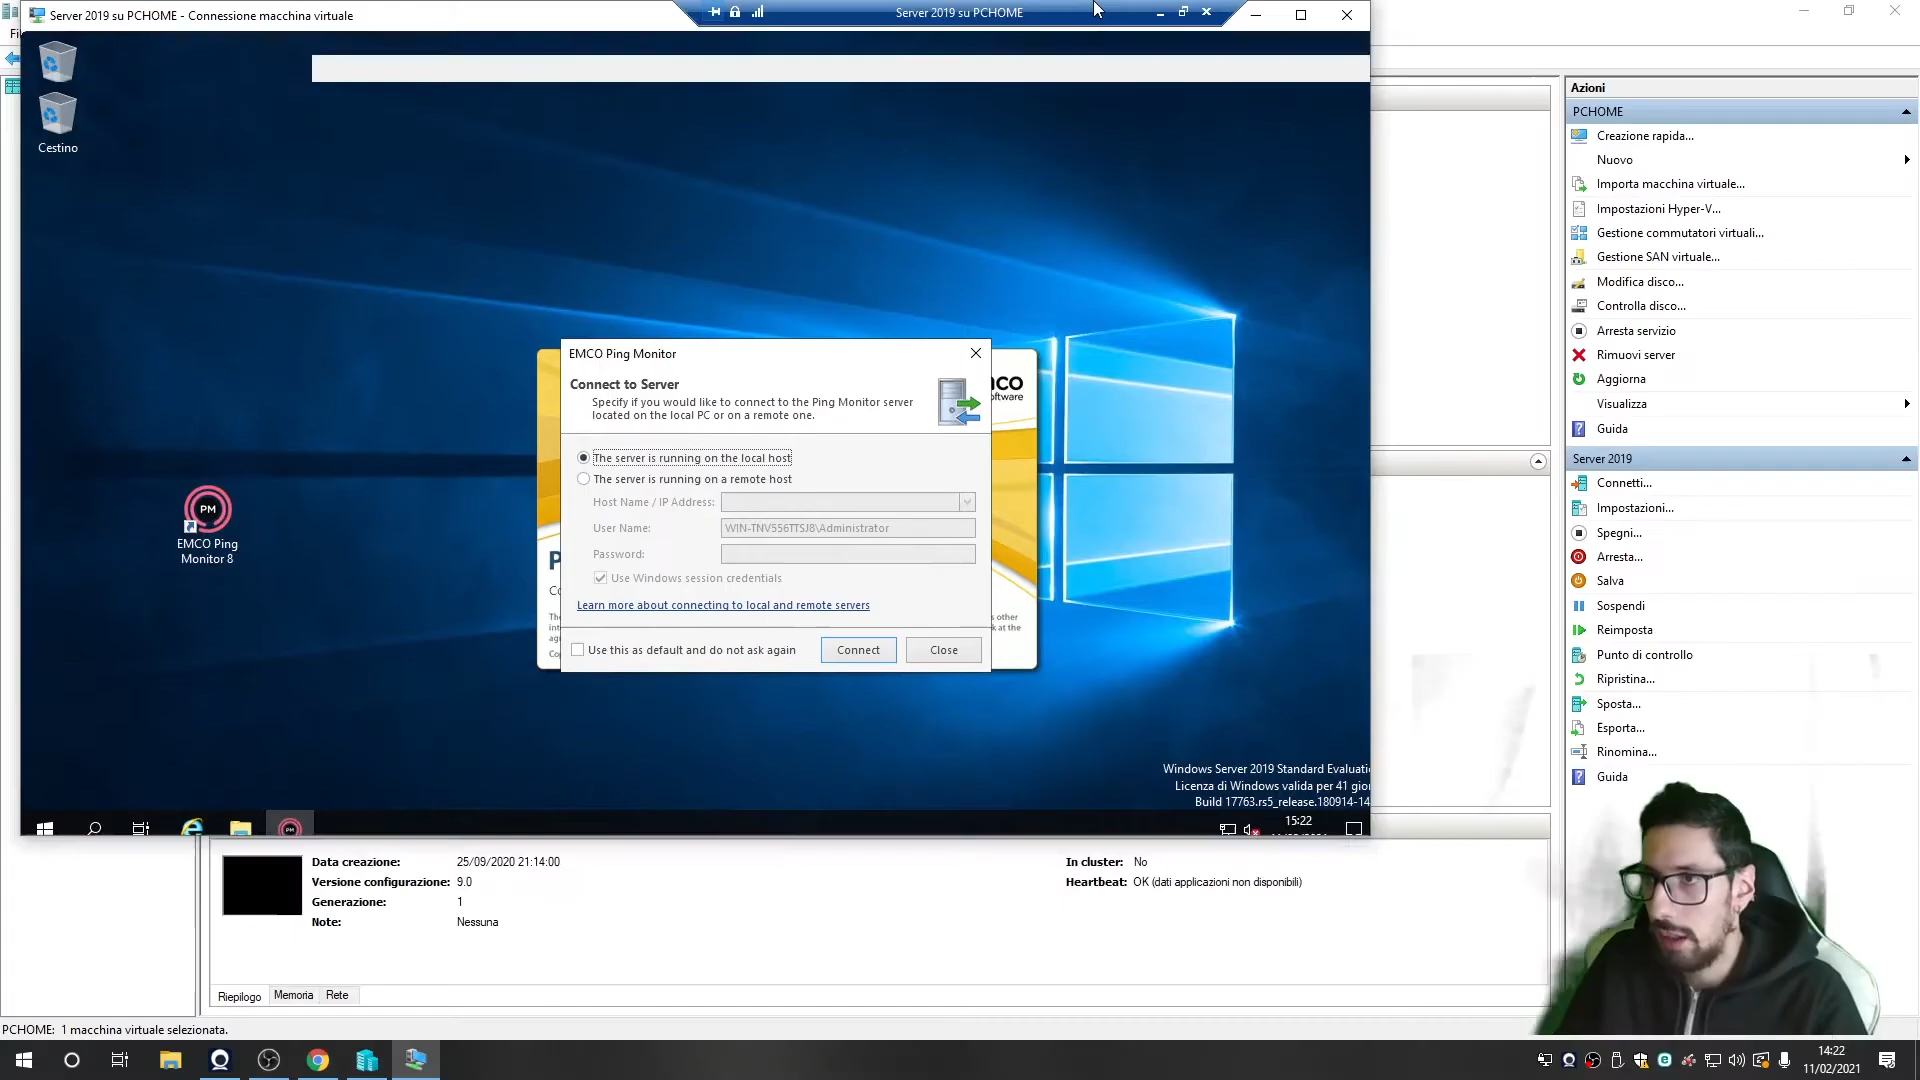 Server 2019 su PCHOME - Connessione macchina virtuale
Server 2019 su PCHOME
Cestino
EMCO Ping
Monitor 8
PM
EMCO Ping Monitor
Connect to Server
Specify if you would like to connect to the Ping Monitor server
located on the local PC or on a remote one.
The server is running on the local host
The server is running on a remote host
Host Name / IP Address:
User Name:
WIN-TNV556TTSJ8\Administrator
Password:
Use Windows session credentials
Learn more about connecting to local and remote servers
Use this as default and do not ask again
Connect
Close
Windows Server 2019 Standard Evaluati
Licenza di Windows valida per 41 gior
Build 17763.rs5_release.180914-14
15:22
Azioni
PCHOME
Creazione rapida...
Nuovo
Importa macchina virtuale...
Impostazioni Hyper-V...
Gestione commutatori virtuali...
Gestione SAN virtuale...
Modifica disco...
Controlla disco...
Arresta servizio
Rimuovi server
Aggiorna
Visualizza
Guida
Server 2019
Connetti...
Impostazioni...
Spegni...
Arresta...
Salva
Sospendi
Reimposta
Punto di controllo
Ripristina...
Sposta...
Esporta...
Rinomina...
Guida
Data creazione: 25/09/2020 21:14:00
Versione configurazione: 9.0
Generazione: 1
Note: Nessuna
In cluster: No
Heartbeat: OK (dati applicazioni non disponibili)
Riepilogo Memoria Rete
PCHOME: 1 macchina virtuale selezionata.
14:22
11/02/2021